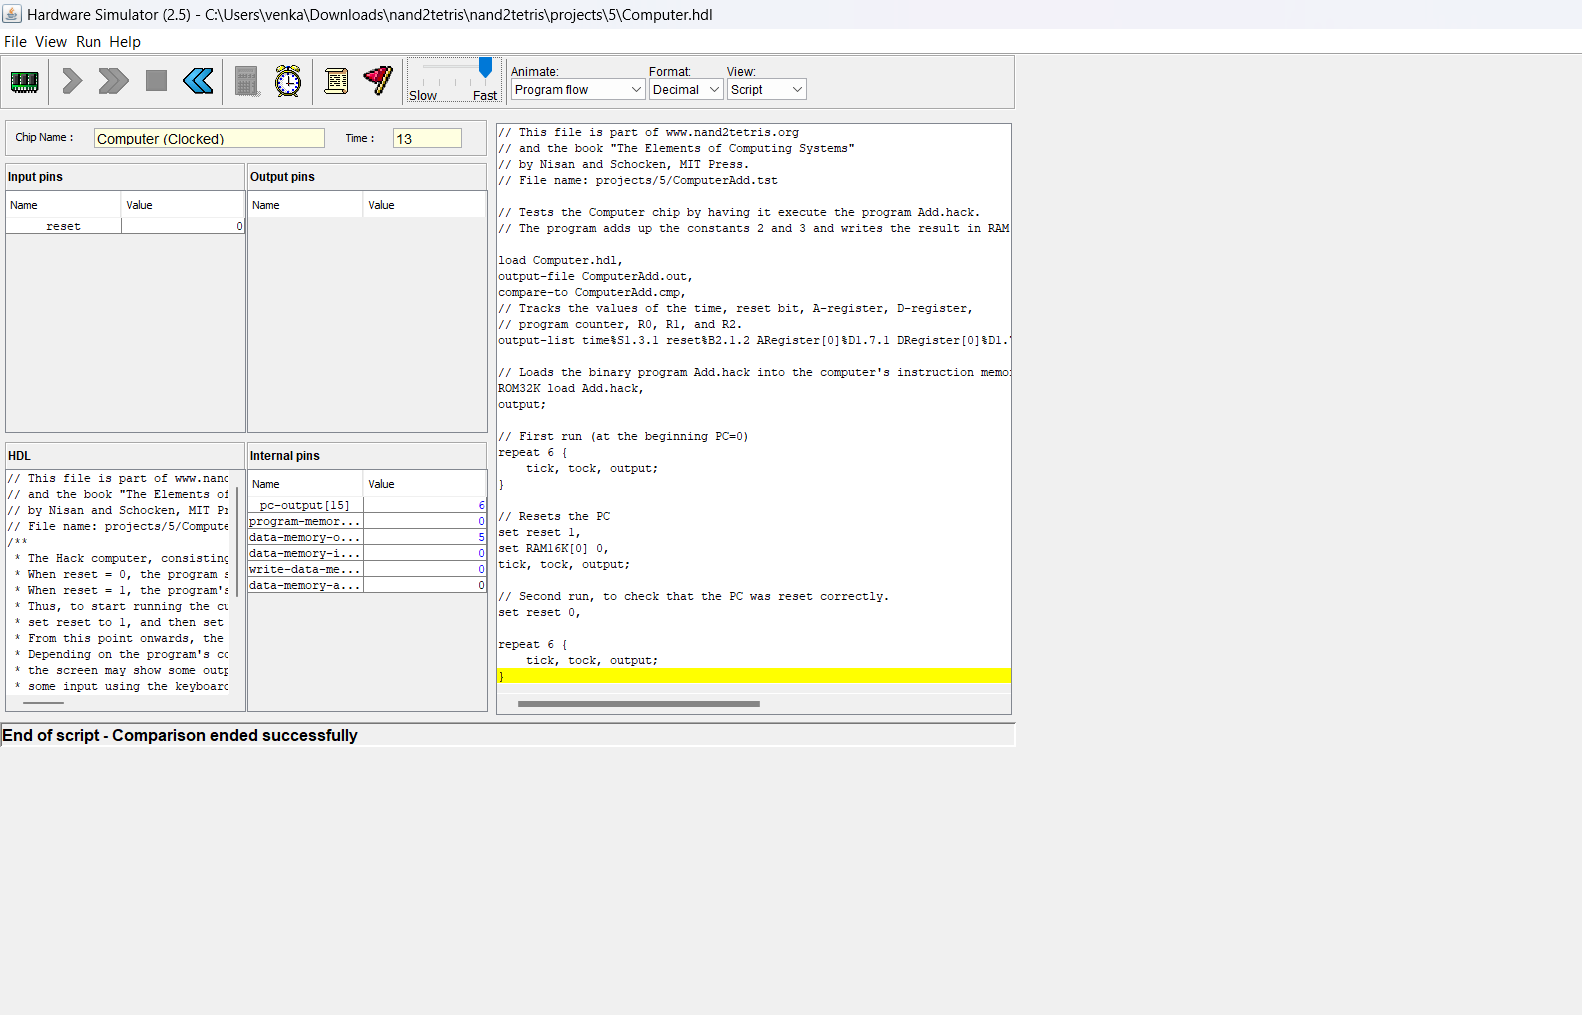 Hardware Simulator (2.5) - C:\Users\venka\Downloads\nand2tetris\nand2tetris\projects\5\Computer.hdl
File View Run Help
Slow Fast
Animate: Format: View:
Program flow Decimal Script
Chip Name : Computer (Clocked) Time : 13
Input pins
Name Value
reset 0
Output pins
Name Value
HDL
// This file is part of www.nand
// and the book "The Elements of
// by Nisan and Schocken, MIT Pr
// File name: projects/5/Compute
/**
* The Hack computer, consisting
* When reset = 0, the program s
* When reset = 1, the program's
* Thus, to start running the cu
* set reset to 1, and then set
* From this point onwards, the
* Depending on the program's co
* the screen may show some outp
* some input using the keyboard
Internal pins
Name Value
pc-output[15] 6
program-memor... 0
data-memory-o... 5
data-memory-i... 0
write-data-me... 0
data-memory-a... 0
// This file is part of www.nand2tetris.org
// and the book "The Elements of Computing Systems"
// by Nisan and Schocken, MIT Press.
// File name: projects/5/ComputerAdd.tst
// Tests the Computer chip by having it execute the program Add.hack.
// The program adds up the constants 2 and 3 and writes the result in RAM
load Computer.hdl,
output-file ComputerAdd.out,
compare-to ComputerAdd.cmp,
// Tracks the values of the time, reset bit, A-register, D-register,
// program counter, R0, R1, and R2.
output-list time%S1.3.1 reset%B2.1.2 ARegister[0]%D1.7.1 DRegister[0]%D1.
// Loads the binary program Add.hack into the computer's instruction memo
ROM32K load Add.hack,
output;
// First run (at the beginning PC=0)
repeat 6 {
tick, tock, output;
}
// Resets the PC
set reset 1,
set RAM16K[0] 0,
tick, tock, output;
// Second run, to check that the PC was reset correctly.
set reset 0,
repeat 6 {
tick, tock, output;
}
End of script - Comparison ended successfully